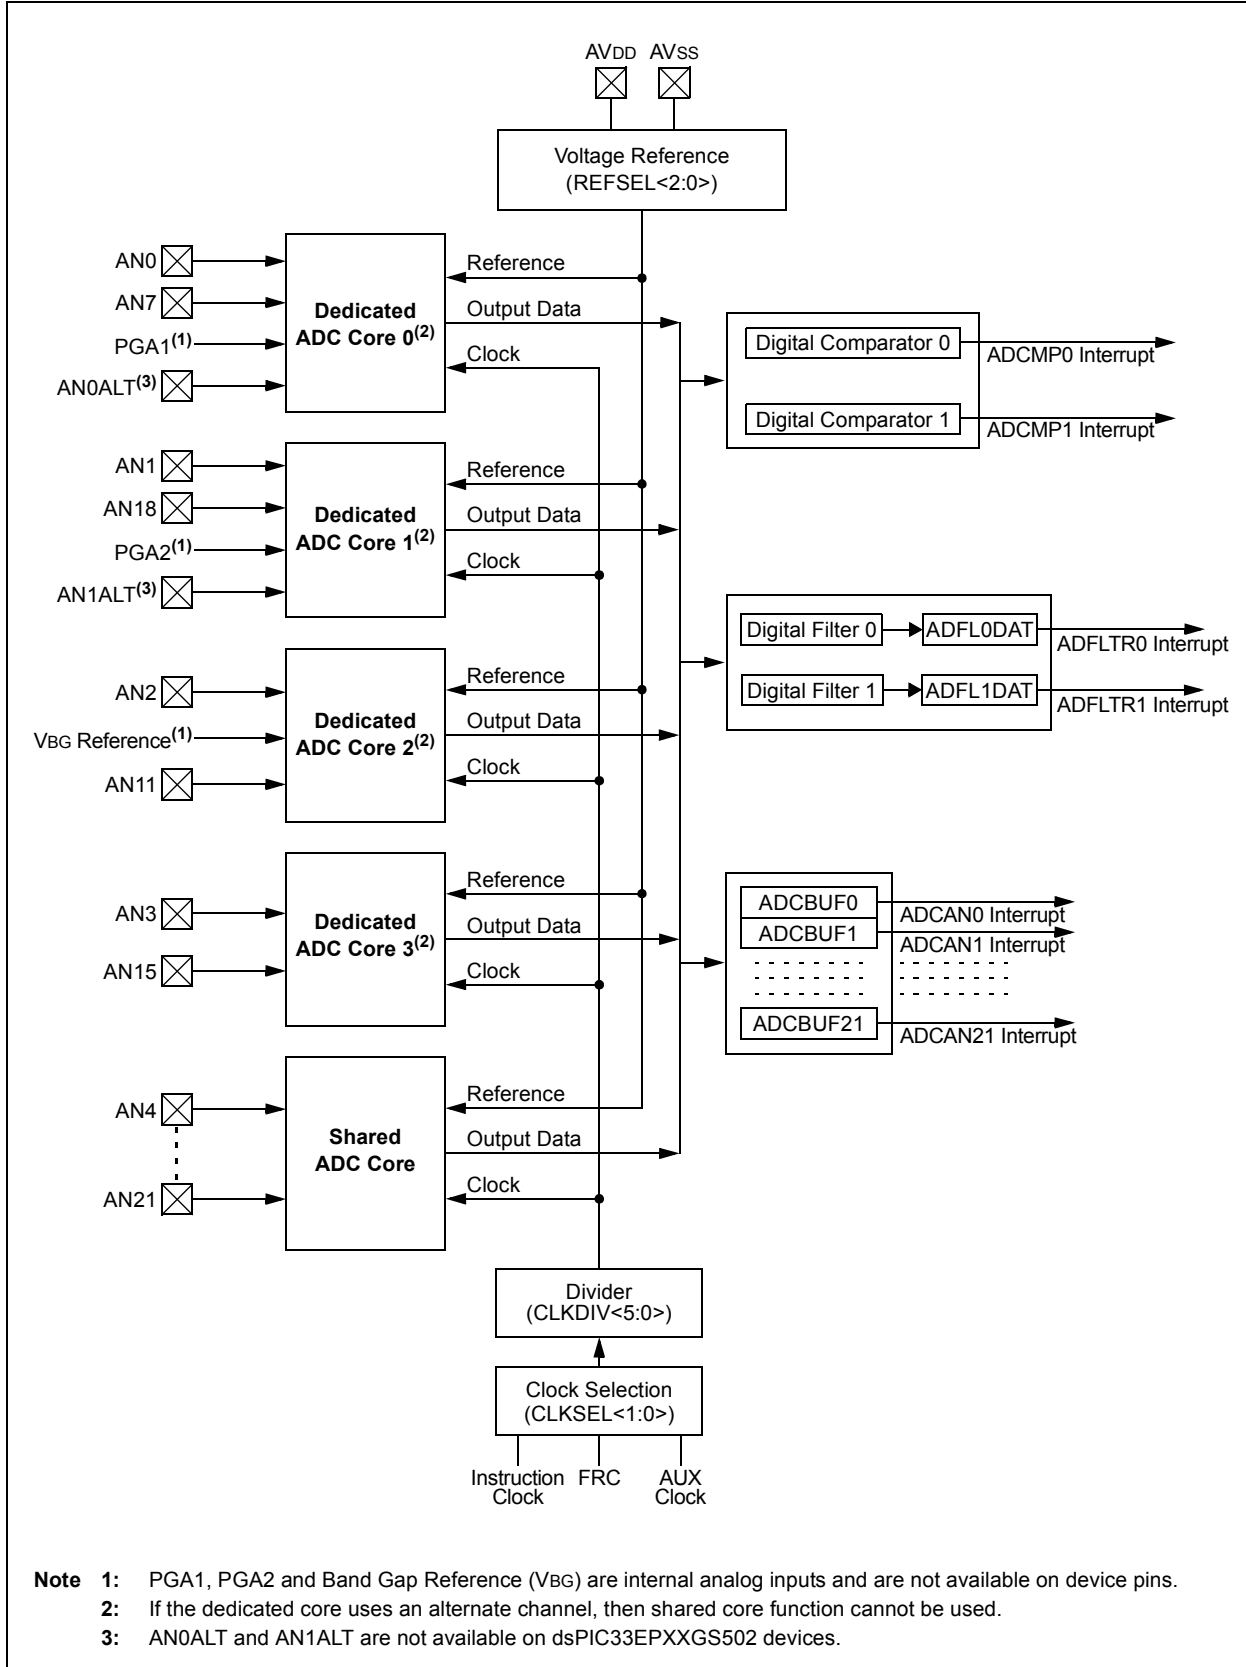 AVDD AVSS
Voltage Reference
(REFSEL<2:0>)
AN0
AN7
PGA1(1)
AN0ALT(3)
Dedicated
ADC Core 0(2)
Reference
Output Data
Clock
Digital Comparator 0
ADCMP0 Interrupt
Digital Comparator 1
ADCMP1 Interrupt
AN1
AN18
PGA2(1)
AN1ALT(3)
Dedicated
ADC Core 1(2)
Reference
Output Data
Clock
Digital Filter 0
ADFL0DAT
ADFLTR0 Interrupt
Digital Filter 1
ADFL1DAT
ADFLTR1 Interrupt
AN2
VBG Reference(1)
AN11
Dedicated
ADC Core 2(2)
Reference
Output Data
Clock
AN3
AN15
Dedicated
ADC Core 3(2)
Reference
Output Data
Clock
ADCBUF0
ADCAN0 Interrupt
ADCBUF1
ADCAN1 Interrupt
ADCBUF21
ADCAN21 Interrupt
AN4
AN21
Shared
ADC Core
Reference
Output Data
Clock
Divider
(CLKDIV<5:0>)
Clock Selection
(CLKSEL<1:0>)
Instruction
Clock
FRC
AUX
Clock
Note 1: PGA1, PGA2 and Band Gap Reference (VBG) are internal analog inputs and are not available on device pins.
2: If the dedicated core uses an alternate channel, then shared core function cannot be used.
3: AN0ALT and AN1ALT are not available on dsPIC33EPXXGS502 devices.